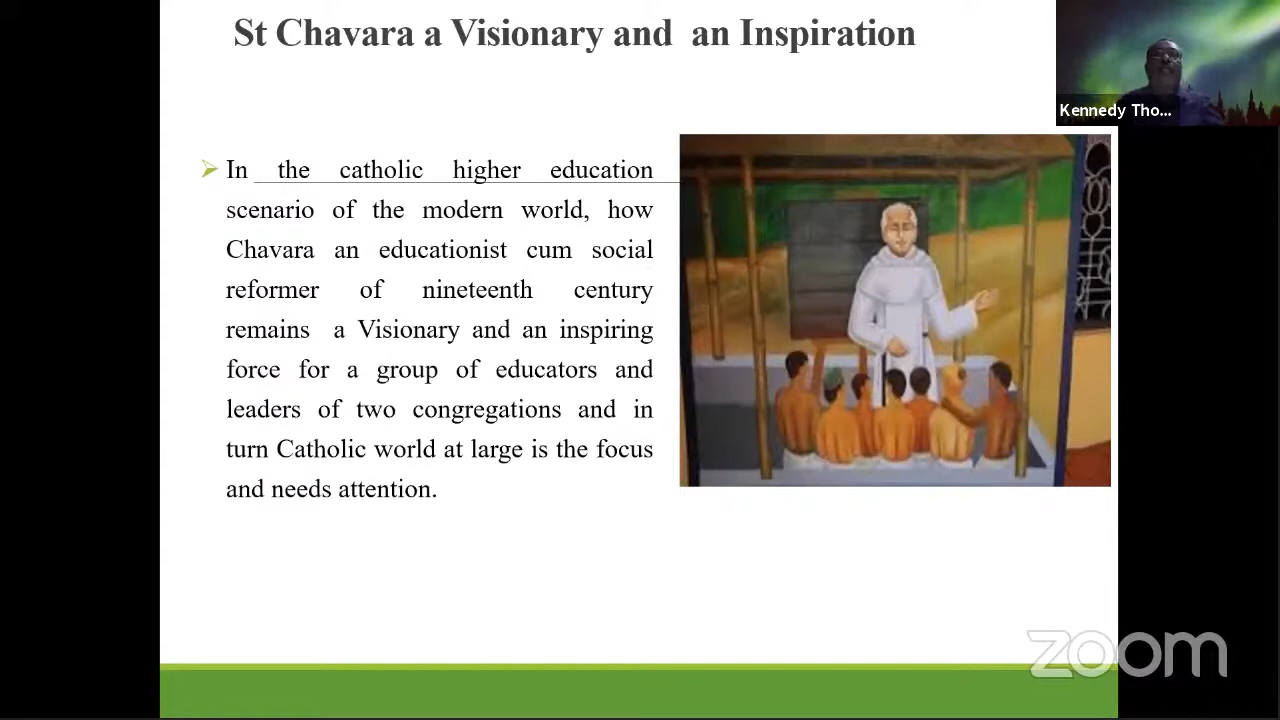 St Chavara a Visionary and an Inspiration
Kennedy Tho...
In the catholic higher education
scenario of the modern world, how
Chavara an educationist cum social
reformer of nineteenth century
remains a Visionary and an inspiring
force for a group of educators and
leaders of two congregations and in
turn Catholic world at large is the focus
and needs attention.
zoom